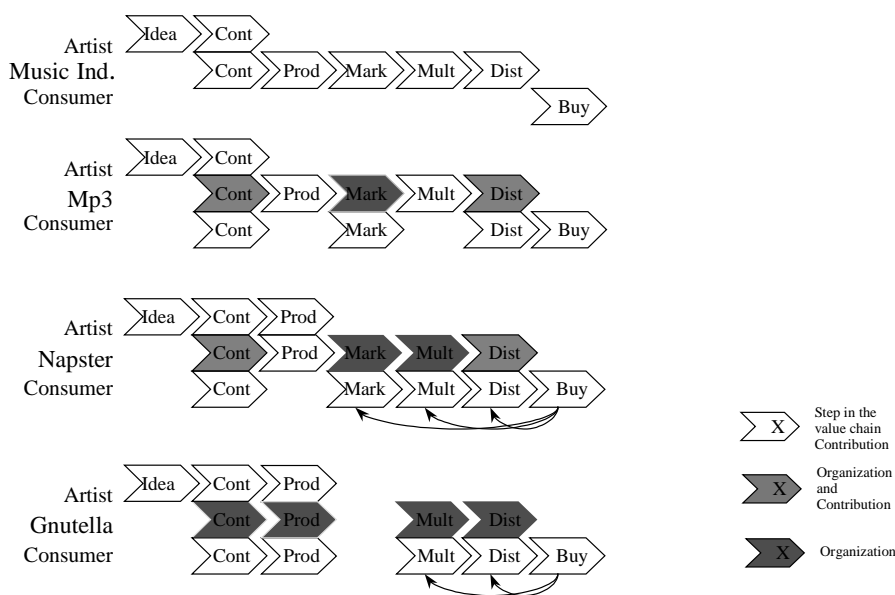 Artist Idea Cont
Music Ind. Cont Prod Mark Mult Dist
Consumer Buy
Artist Idea Cont
Mp3 Cont Prod Mark Mult Dist
Consumer Cont Mark Dist Buy
Artist Idea Cont Prod
Napster Cont Prod Mark Mult Dist
Consumer Cont Mark Mult Dist Buy
Artist Idea Cont Prod
Gnutella Cont Prod Mult Dist
Consumer Cont Prod Mult Dist Buy
X Step in the
value chain
Contribution
X Organization
and
Contribution
X Organization